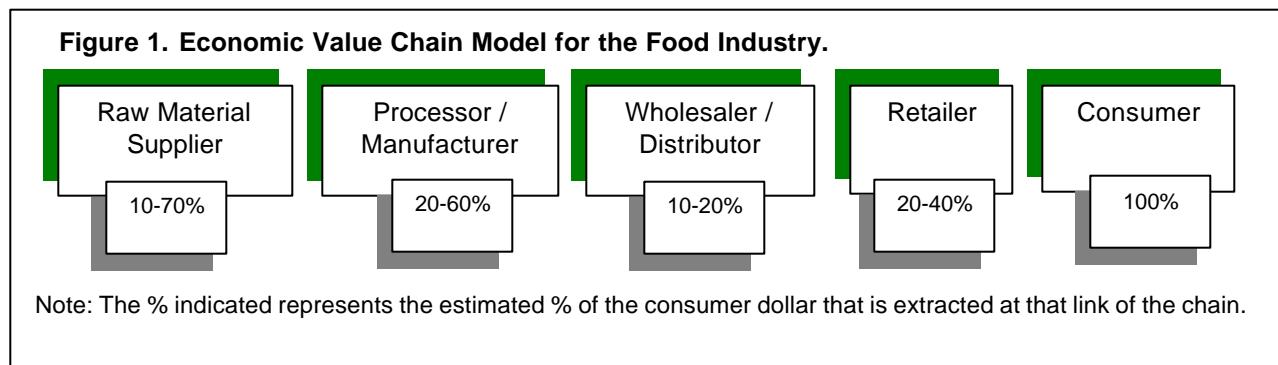 Figure 1. Economic Value Chain Model for the Food Industry.
Raw Material
Supplier
10-70%
Processor /
Manufacturer
20-60%
Wholesaler /
Distributor
10-20%
Retailer
20-40%
Consumer
100%
Note: The % indicated represents the estimated % of the consumer dollar that is extracted at that link of the chain.